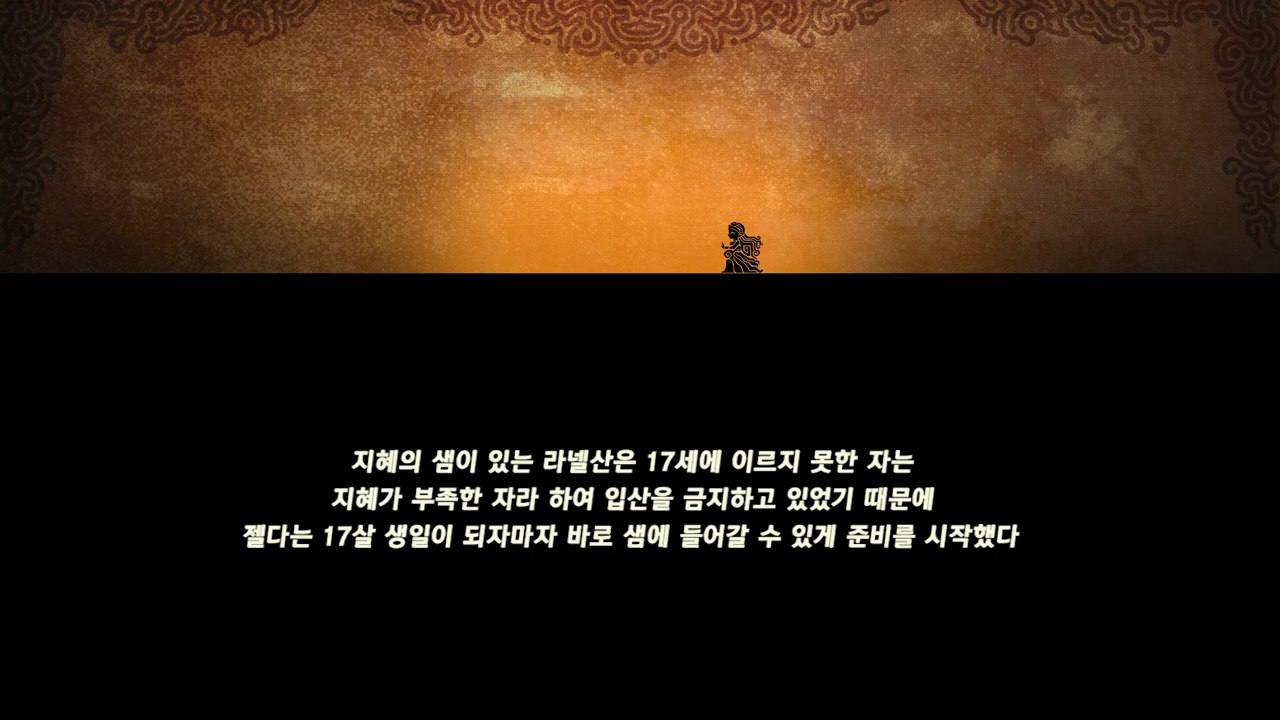 지혜의 샘이 있는 라넬산은 17세에 이르지 못한 자는
지혜가 부족한 자라 하여 입산을 금지하고 있었기 때문에
젤다는 17살 생일이 되자마자 바로 샘에 들어갈 수 있게 준비를 시작했다